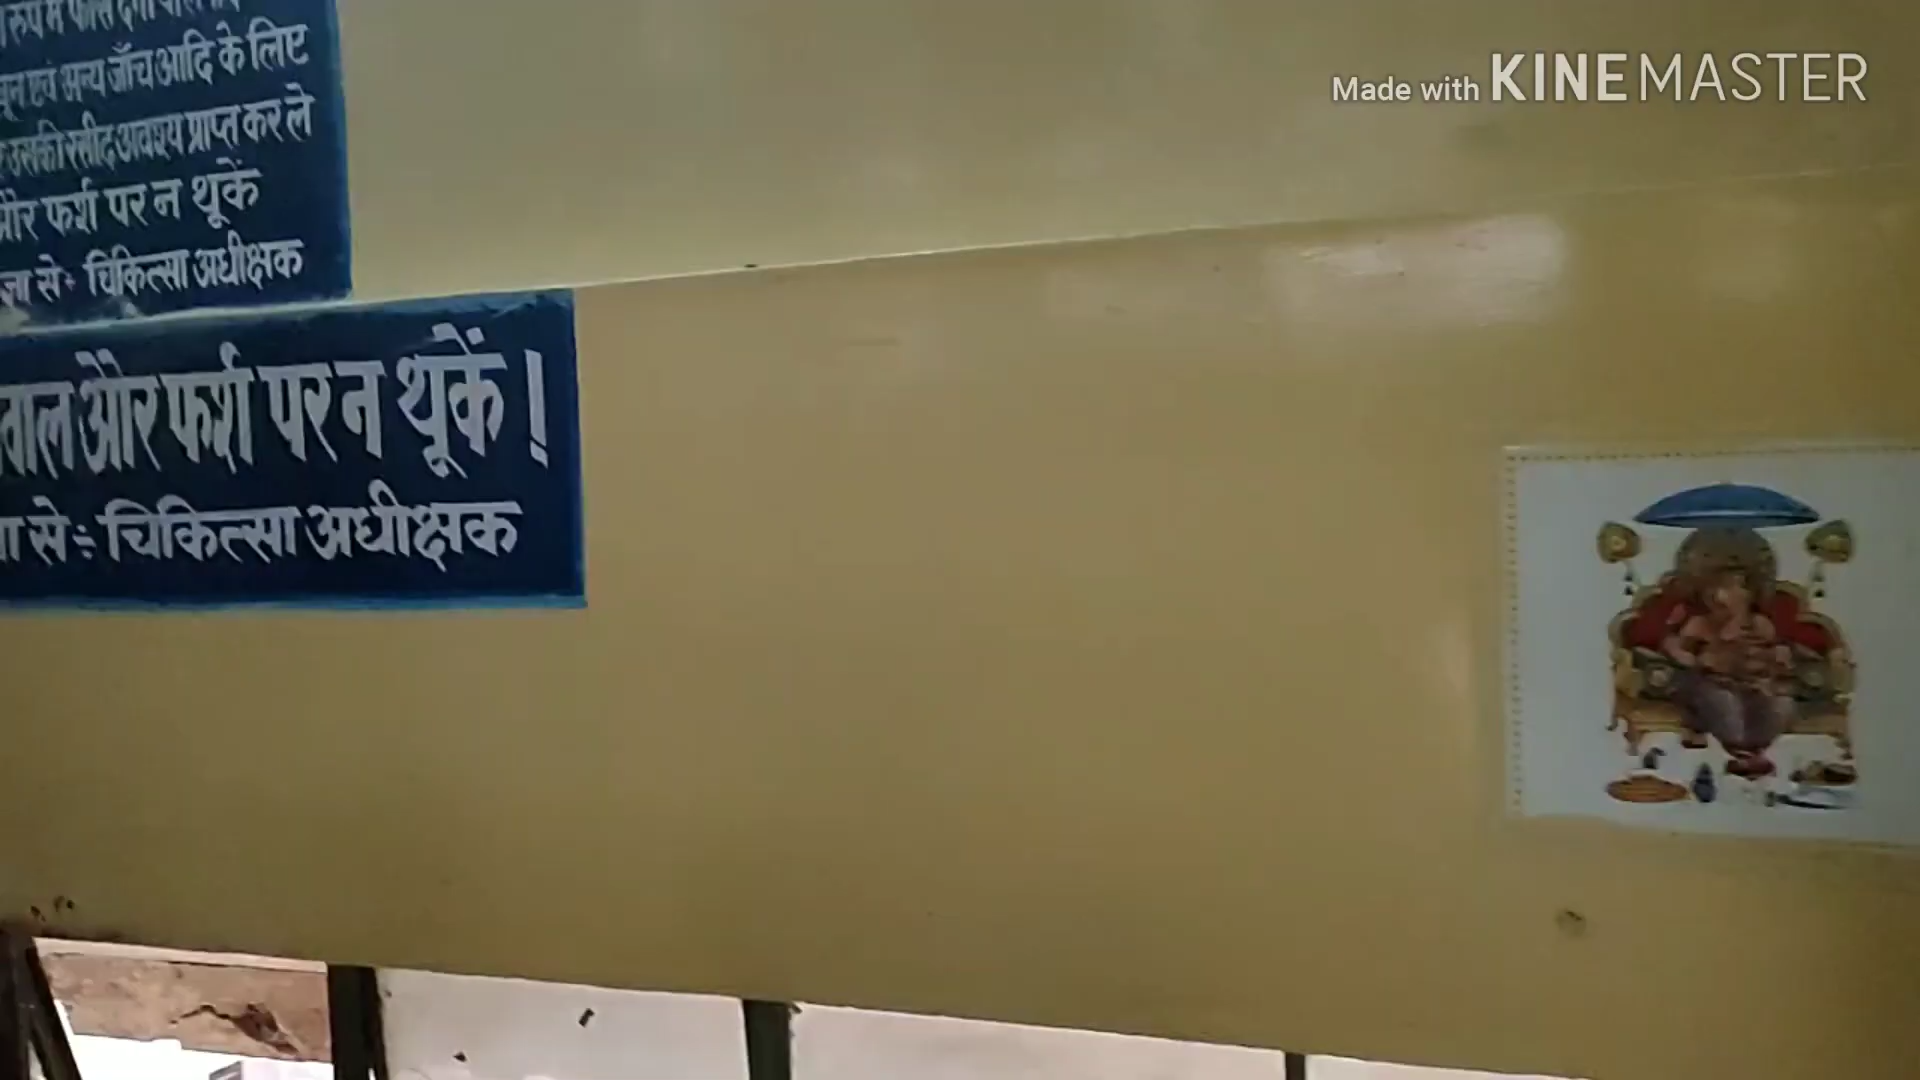 Made with KINEMASTER
एवं अन्य जाँच आदि के लिए
उसकी रसीद अवश्य प्राप्त कर ले
और फर्श पर न थूकें
से÷ चिकित्सा अधीक्षक
और फर्श पर न थूकें !
से÷ चिकित्सा अधीक्षक